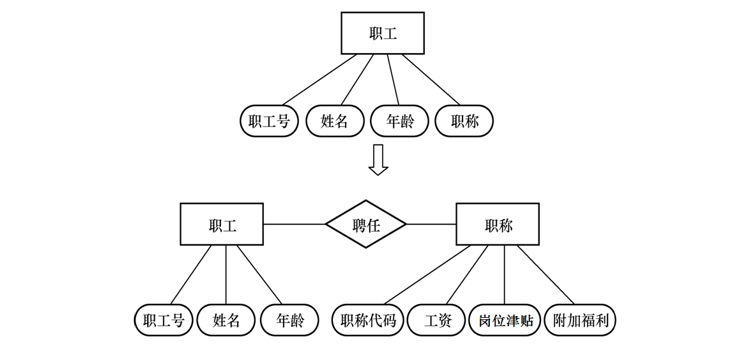 职工
职工号 姓名 年龄 职称
职工 聘任 职称
职工号 姓名 年龄 职称代码 工资 岗位津贴 附加福利